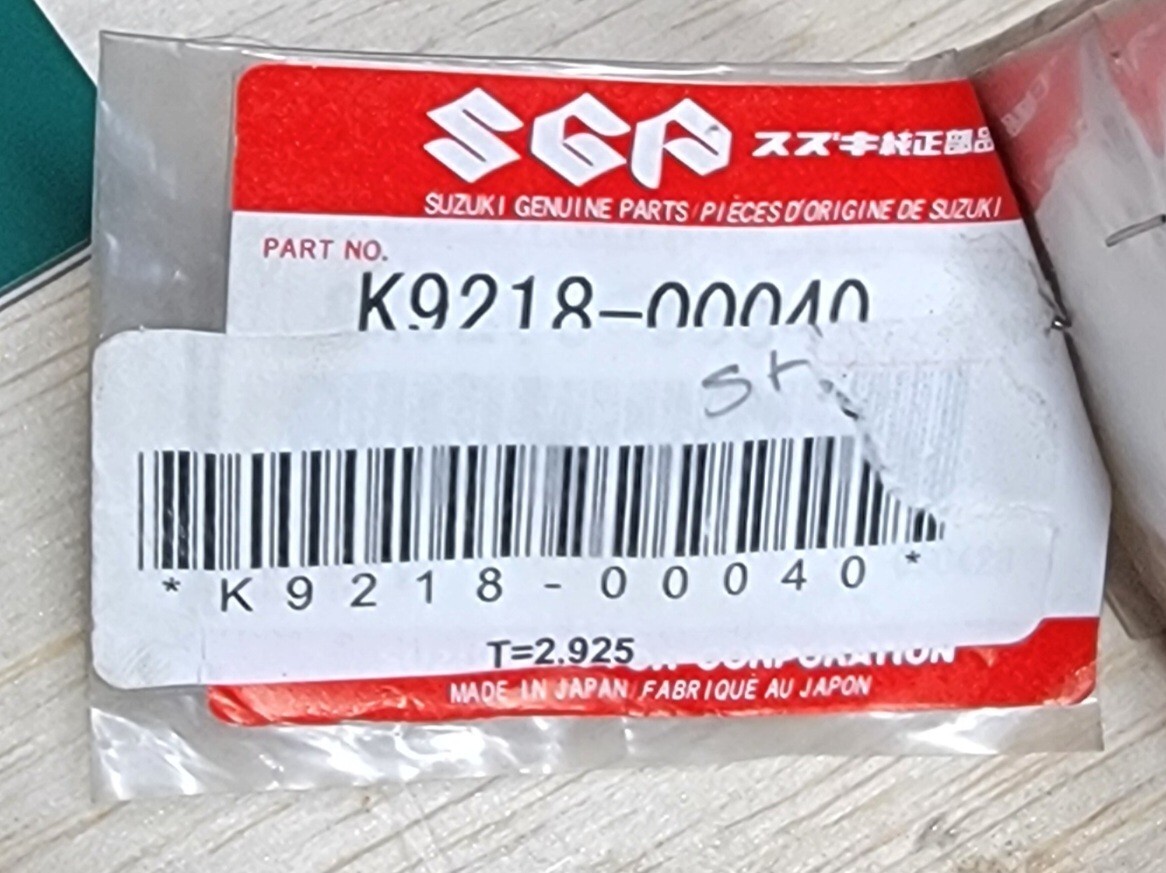 SGP スズキ純正部品
SUZUKI GENUINE PARTS/PIÈCES D'ORIGINE DE SUZUKI
PART NO.
K9218-00040
*K9218-00040*
T=2.925
CORPORATION
MADE IN JAPAN/FABRIQUÉ AU JAPON